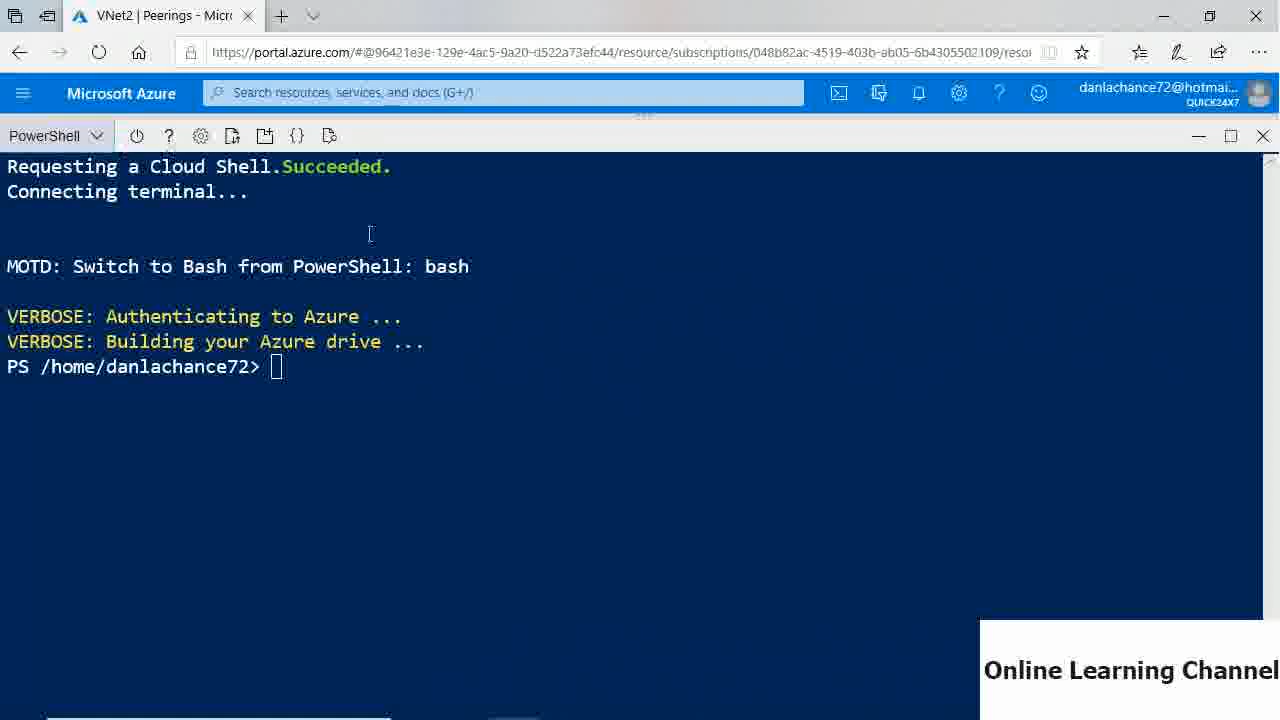 VNet2 | Peerings - Micro
https://portal.azure.com/#@96421e3e-129e-4ac5-9a20-d522a73efc44/resource/subscriptions/048b82ac-4519-403b-ab05-6b4305502109/resou
Microsoft Azure
Search resources, services, and docs (G+/)
danlachance72@hotmai...
QUICK24X7
PowerShell
Requesting a Cloud Shell.Succeeded.
Connecting terminal...
MOTD: Switch to Bash from PowerShell: bash
VERBOSE: Authenticating to Azure ...
VERBOSE: Building your Azure drive ...
PS /home/danlachance72>
Online Learning Channel